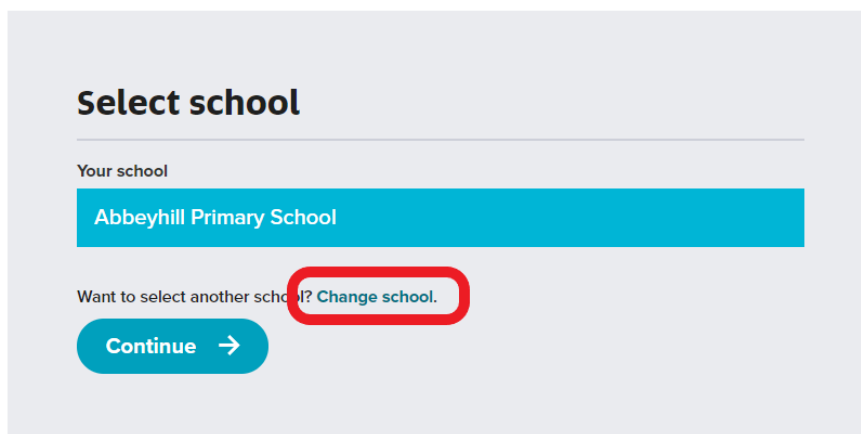 Select school
Your school
Abbeyhill Primary School
Want to select another school? Change school.
Continue →